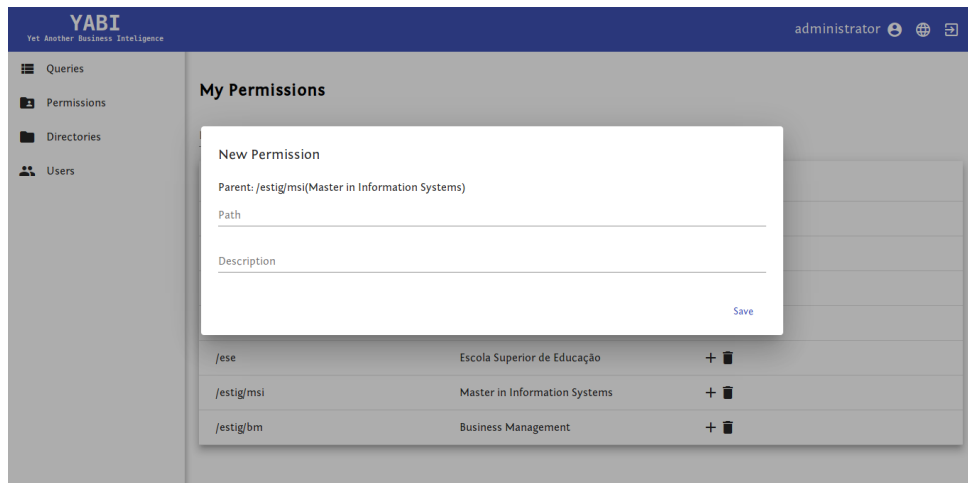 YABI
Yet Another Business Inteligence
administrator
Queries
Permissions
Directories
Users
My Permissions
New Permission
Parent: /estig/msi(Master in Information Systems)
Path
Description
Save
/ese Escola Superior de Educação
/estig/msi Master in Information Systems
/estig/bm Business Management